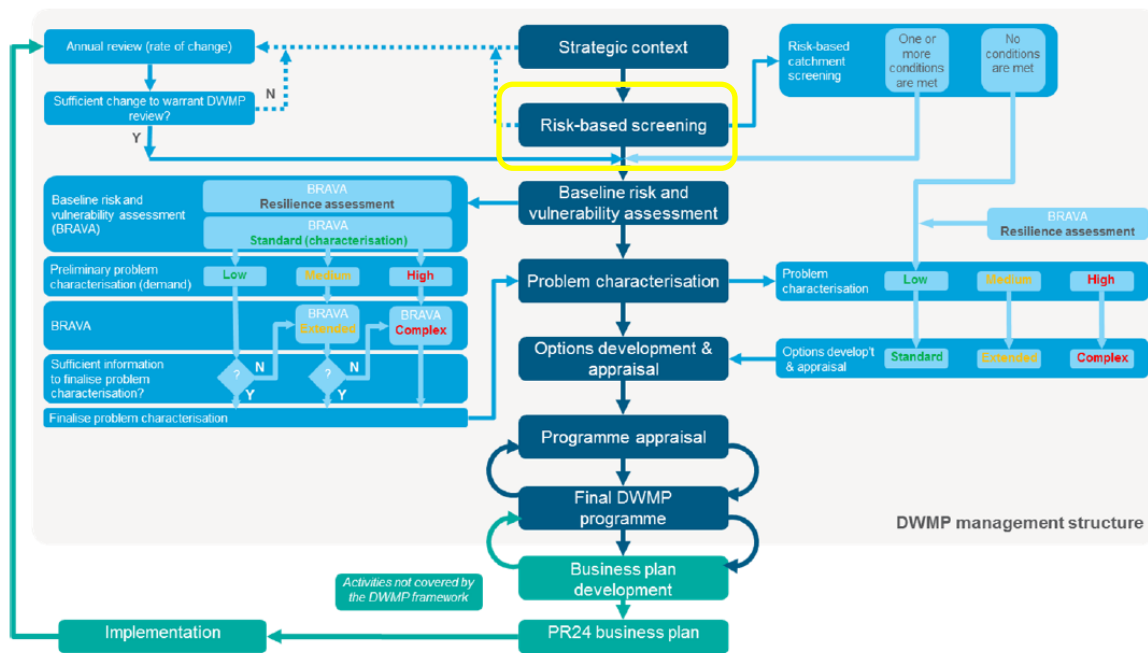 Annual review (rate of change)
Strategic context
Risk-based
catchment
screening
One or
more
conditions
are met
No
conditions
are met
Sufficient change to warrant DWMP
review?
N
Y
Risk-based screening
Baseline risk and
vulnerability assessment
(BRAVA)
BRAVA
Resilience assessment
BRAVA
Standard (characterisation)
Baseline risk and
vulnerability assessment
BRAVA
Resilience assessment
Preliminary problem
characterisation (demand)
Low
Medium
High
Problem characterisation
Problem
characterisation
Low
Medium
High
BRAVA
BRAVA
Extended
BRAVA
Complex
Options development &
appraisal
Options develop't
& appraisal
Standard
Extended
Complex
Sufficient information
to finalise problem
characterisation?
?
N
Y
?
N
Y
Finalise problem characterisation
Programme appraisal
Final DWMP
programme
DWMP management structure
Activities not covered by
the DWMP framework
Business plan
development
Implementation
PR24 business plan